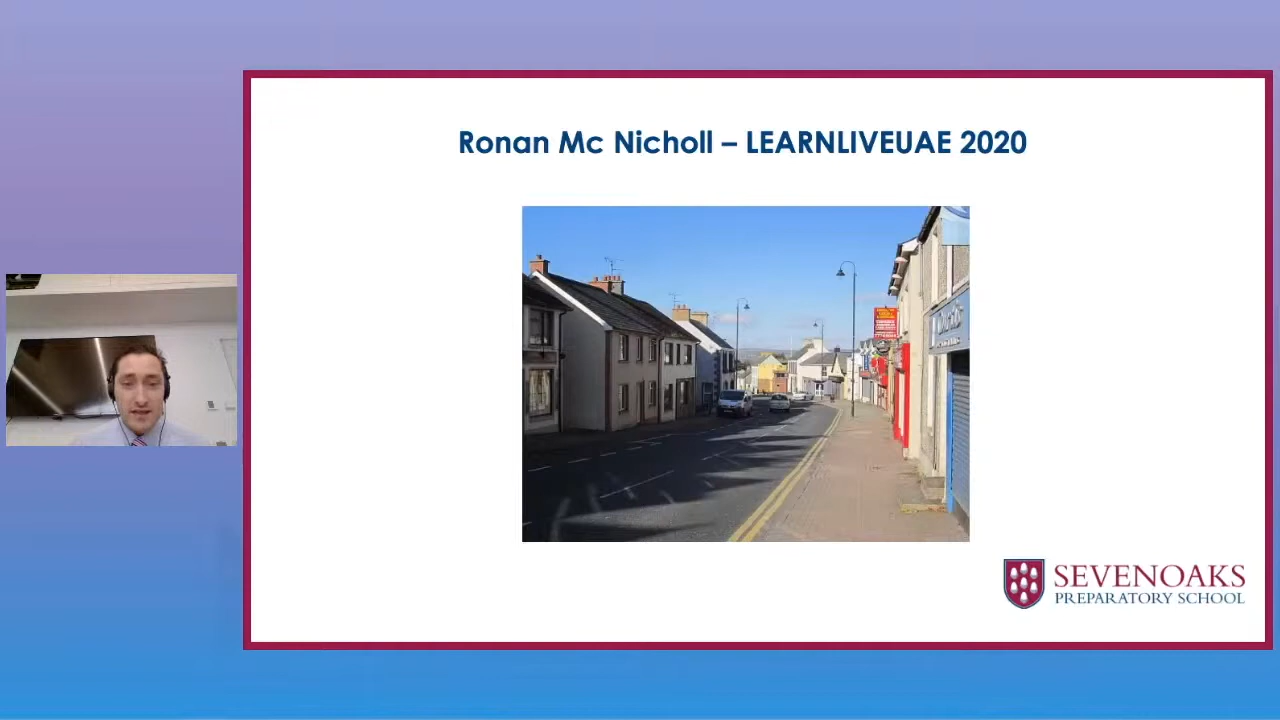 Ronan Mc Nicholl – LEARNLIVEUAE 2020
SEVENOAKS
PREPARATORY SCHOOL